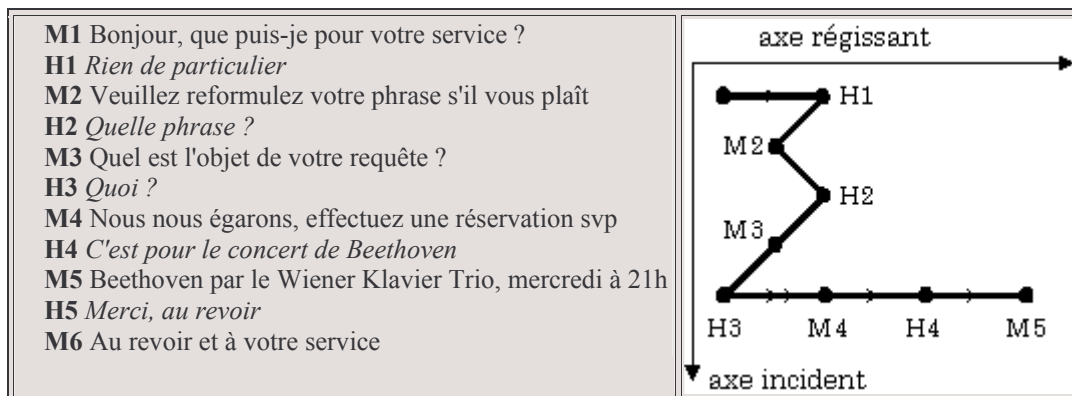 M1 Bonjour, que puis-je pour votre service ?
H1 Rien de particulier
M2 Veuillez reformulez votre phrase s'il vous plaît
H2 Quelle phrase ?
M3 Quel est l'objet de votre requête ?
H3 Quoi ?
M4 Nous nous égarons, effectuez une réservation svp
H4 C'est pour le concert de Beethoven
M5 Beethoven par le Wiener Klavier Trio, mercredi à 21h
H5 Merci, au revoir
M6 Au revoir et à votre service
axe régissant
H1
M2
H2
M3
H3 M4 H4 M5
axe incident